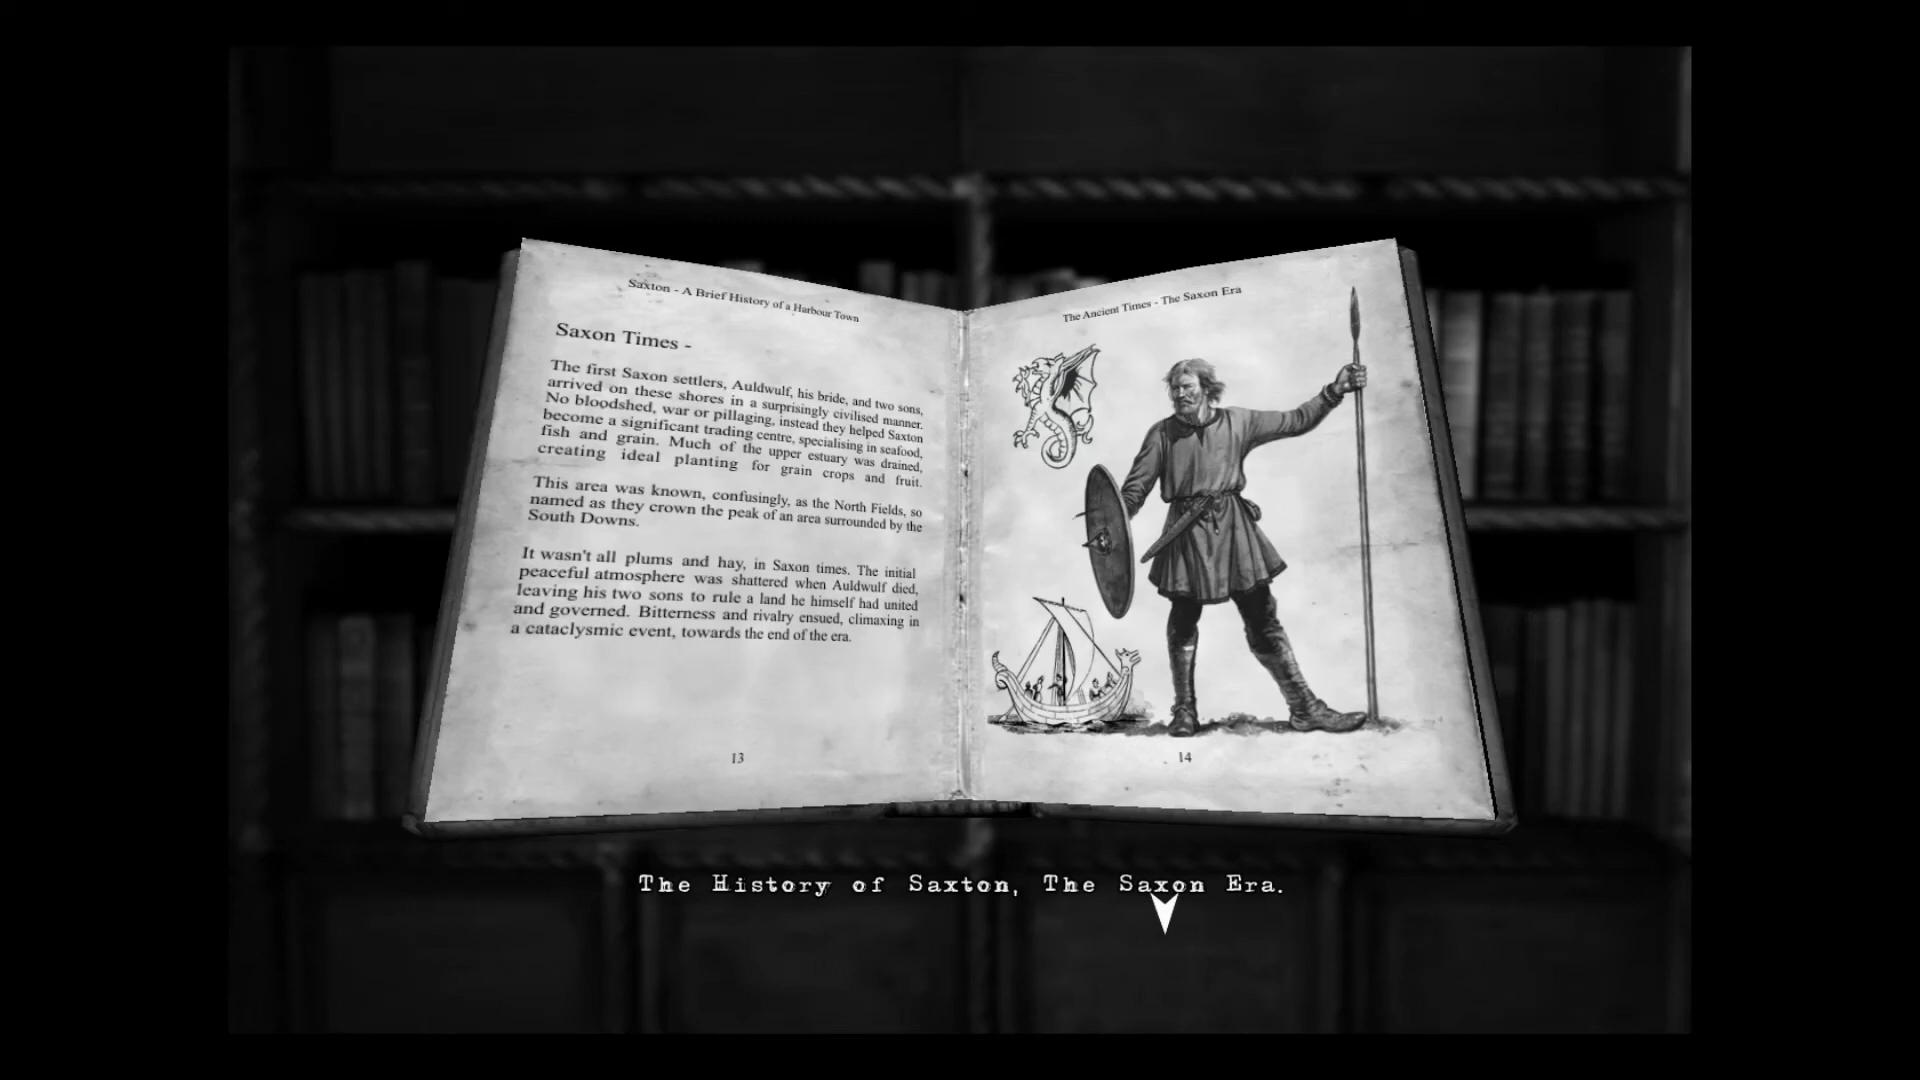 Saxton - A Brief History of a Harbour Town
Saxon Times -
The first Saxon settlers, Auldwulf, his bride, and two sons,
arrived on these shores in a surprisingly civilised manner.
No bloodshed, war or pillaging, instead they helped Saxton
become a significant trading centre, specialising in seafood,
fish and grain. Much of the upper estuary was drained,
creating ideal planting for grain crops and fruit.
This area was known, confusingly, as the North Fields, so
named as they crown the peak of an area surrounded by the
South Downs.
It wasn't all plums and hay, in Saxon times. The initial
peaceful atmosphere was shattered when Auldwulf died,
leaving his two sons to rule a land he himself had united
and governed. Bitterness and rivalry ensued, climaxing in
a cataclysmic event, towards the end of the era.
13
The Ancient Times - The Saxon Era
14
The History of Saxton, The Saxon Era.